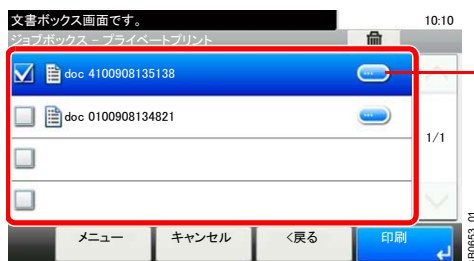 文書ボックス画面です。 10:10
ジョブボックス - プライベートプリント
doc 4100908135138
doc 0100908134821
1/1
メニュー キャンセル <戻る 印刷